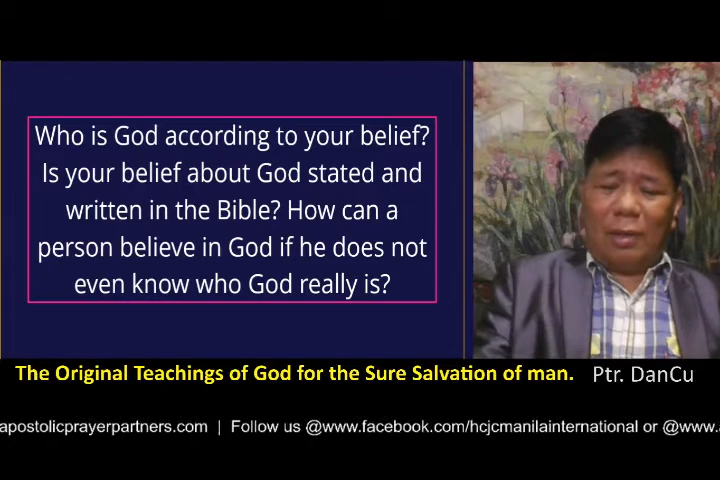 Who is God according to your belief?
Is your belief about God stated and
written in the Bible? How can a
person believe in God if he does not
even know who God really is?
The Original Teachings of God for the Sure Salvation of man. Ptr. DanCu
apostolicprayerpartners.com | Follow us @www.facebook.com/hcjcmanilainternational or @www.